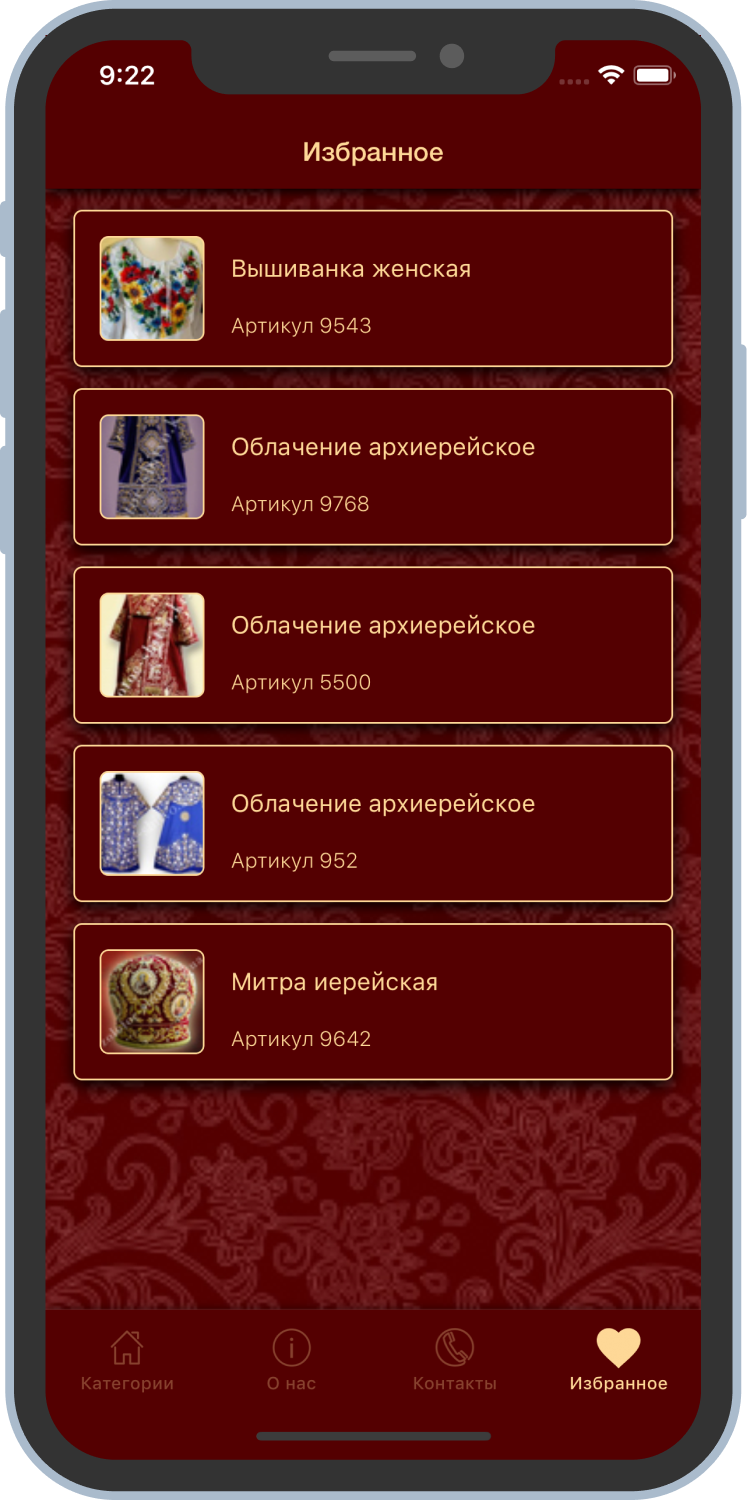 9:22
Избранное
Вышиванка женская
Артикул 9543
Облачение архиерейское
Артикул 9768
Облачение архиерейское
Артикул 5500
Облачение архиерейское
Артикул 952
Митра иерейская
Артикул 9642
Категории
О нас
Контакты
Избранное